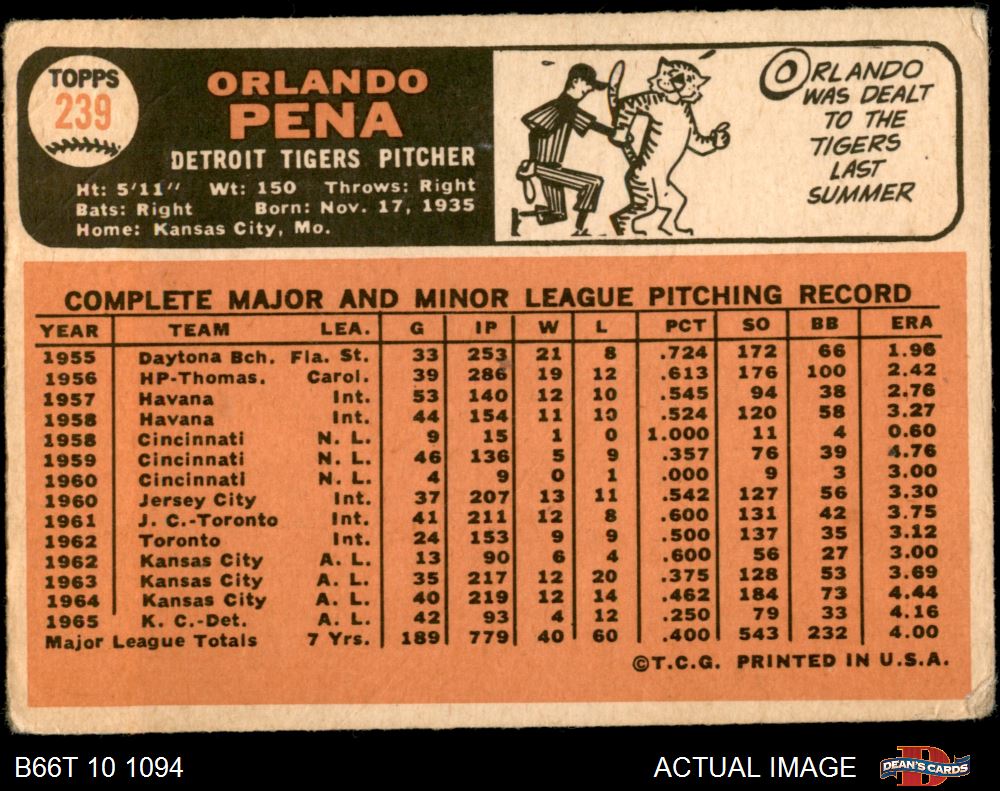 TOPPS
239
ORLANDO
PENA
DETROIT TIGERS PITCHER
Ht: 5'11" Wt: 150 Throws: Right
Bats: Right Born: Nov. 17, 1935
Home: Kansas City, Mo.
ORLANDO
WAS DEALT
TO THE
TIGERS
LAST
SUMMER
COMPLETE MAJOR AND MINOR LEAGUE PITCHING RECORD
YEAR TEAM LEA. G IP W L PCT SO BB ERA
1955 Daytona Bch. Fla. St. 33 253 21 8 .724 172 66 1.96
1956 HP-Thomas. Carol. 39 286 19 12 .613 176 100 2.42
1957 Havana Int. 53 140 12 10 .545 94 38 2.76
1958 Havana Int. 44 154 11 10 .524 120 58 3.27
1958 Cincinnati N. L. 9 15 1 0 1.000 11 4 0.60
1959 Cincinnati N. L. 46 136 5 9 .357 76 39 4.76
1960 Cincinnati N. L. 4 9 0 1 .000 9 3 3.00
1960 Jersey City Int. 37 207 13 11 .542 127 56 3.30
1961 J. C.-Toronto Int. 41 211 12 8 .600 131 42 3.75
1962 Toronto Int. 24 153 9 9 .500 137 35 3.12
1962 Kansas City A. L. 13 90 6 4 .600 56 27 3.00
1963 Kansas City A. L. 35 217 12 20 .375 128 53 3.69
1964 Kansas City A. L. 40 219 12 14 .462 184 73 4.44
1965 K. C.-Det. A. L. 42 93 4 12 .250 79 33 4.16
Major League Totals 7 Yrs. 189 779 40 60 .400 543 232 4.00
©T.C.G. PRINTED IN U.S.A.
B66T 10 1094
ACTUAL IMAGE
D
DEAN'S CARDS